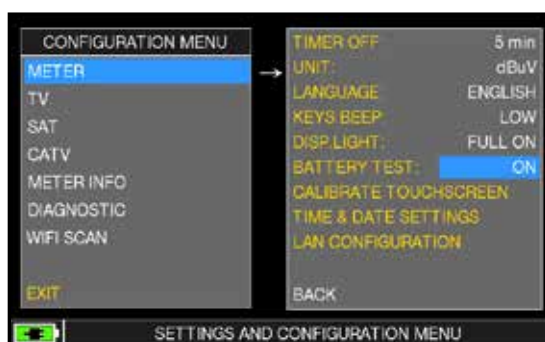 CONFIGURATION MENU
METER
TV
SAT
CATV
METER INFO
DIAGNOSTIC
WIFI SCAN
EXIT
→
TIMER OFF 5 min
UNIT: dBuV
LANGUAGE ENGLISH
KEYS BEEP LOW
DISP.LIGHT: FULL ON
BATTERY TEST: ON
CALIBRATE TOUCHSCREEN
TIME & DATE SETTINGS
LAN CONFIGURATION
BACK
SETTINGS AND CONFIGURATION MENU